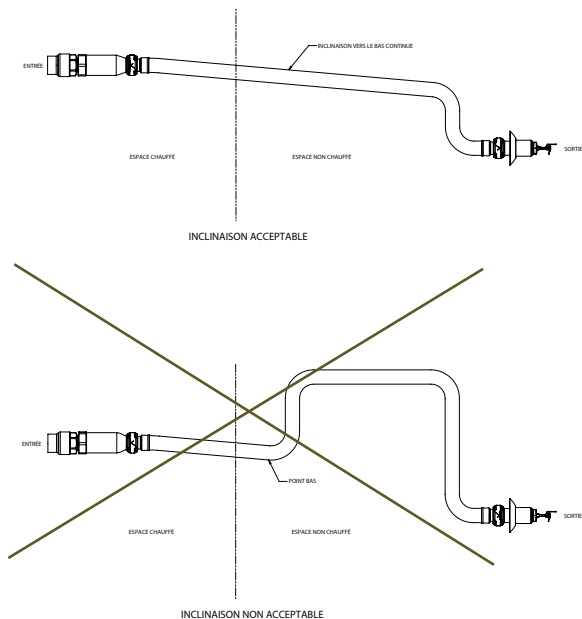 INCLINAISON VERS LE BAS CONTINUE
ENTRÉE
SORTIE
ESPACE CHAUFFÉ
ESPACE NON CHAUFFÉ
INCLINAISON ACCEPTABLE
ENTRÉE
POINT BAS
SORTIE
ESPACE CHAUFFÉ
ESPACE NON CHAUFFÉ
INCLINAISON NON ACCEPTABLE